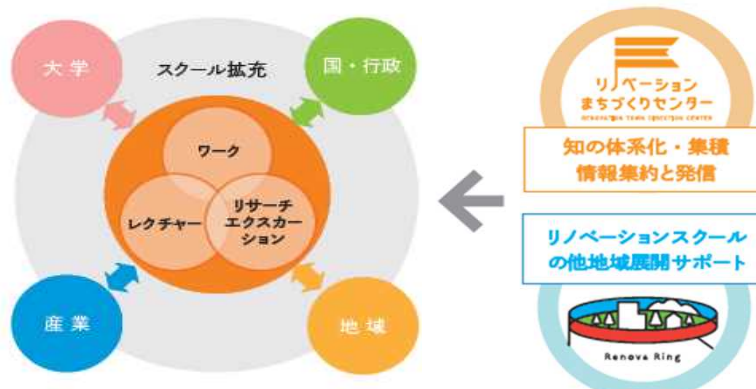 大学
スクール拡充
国・行政
ワーク
レクチャー
リサーチ
エクスカー
ション
産業
地域
リノベーション
まちづくりセンター
知の体系化・集積
情報集約と発信
リノベーションスクール
の他地域展開サポート
Renova Ring